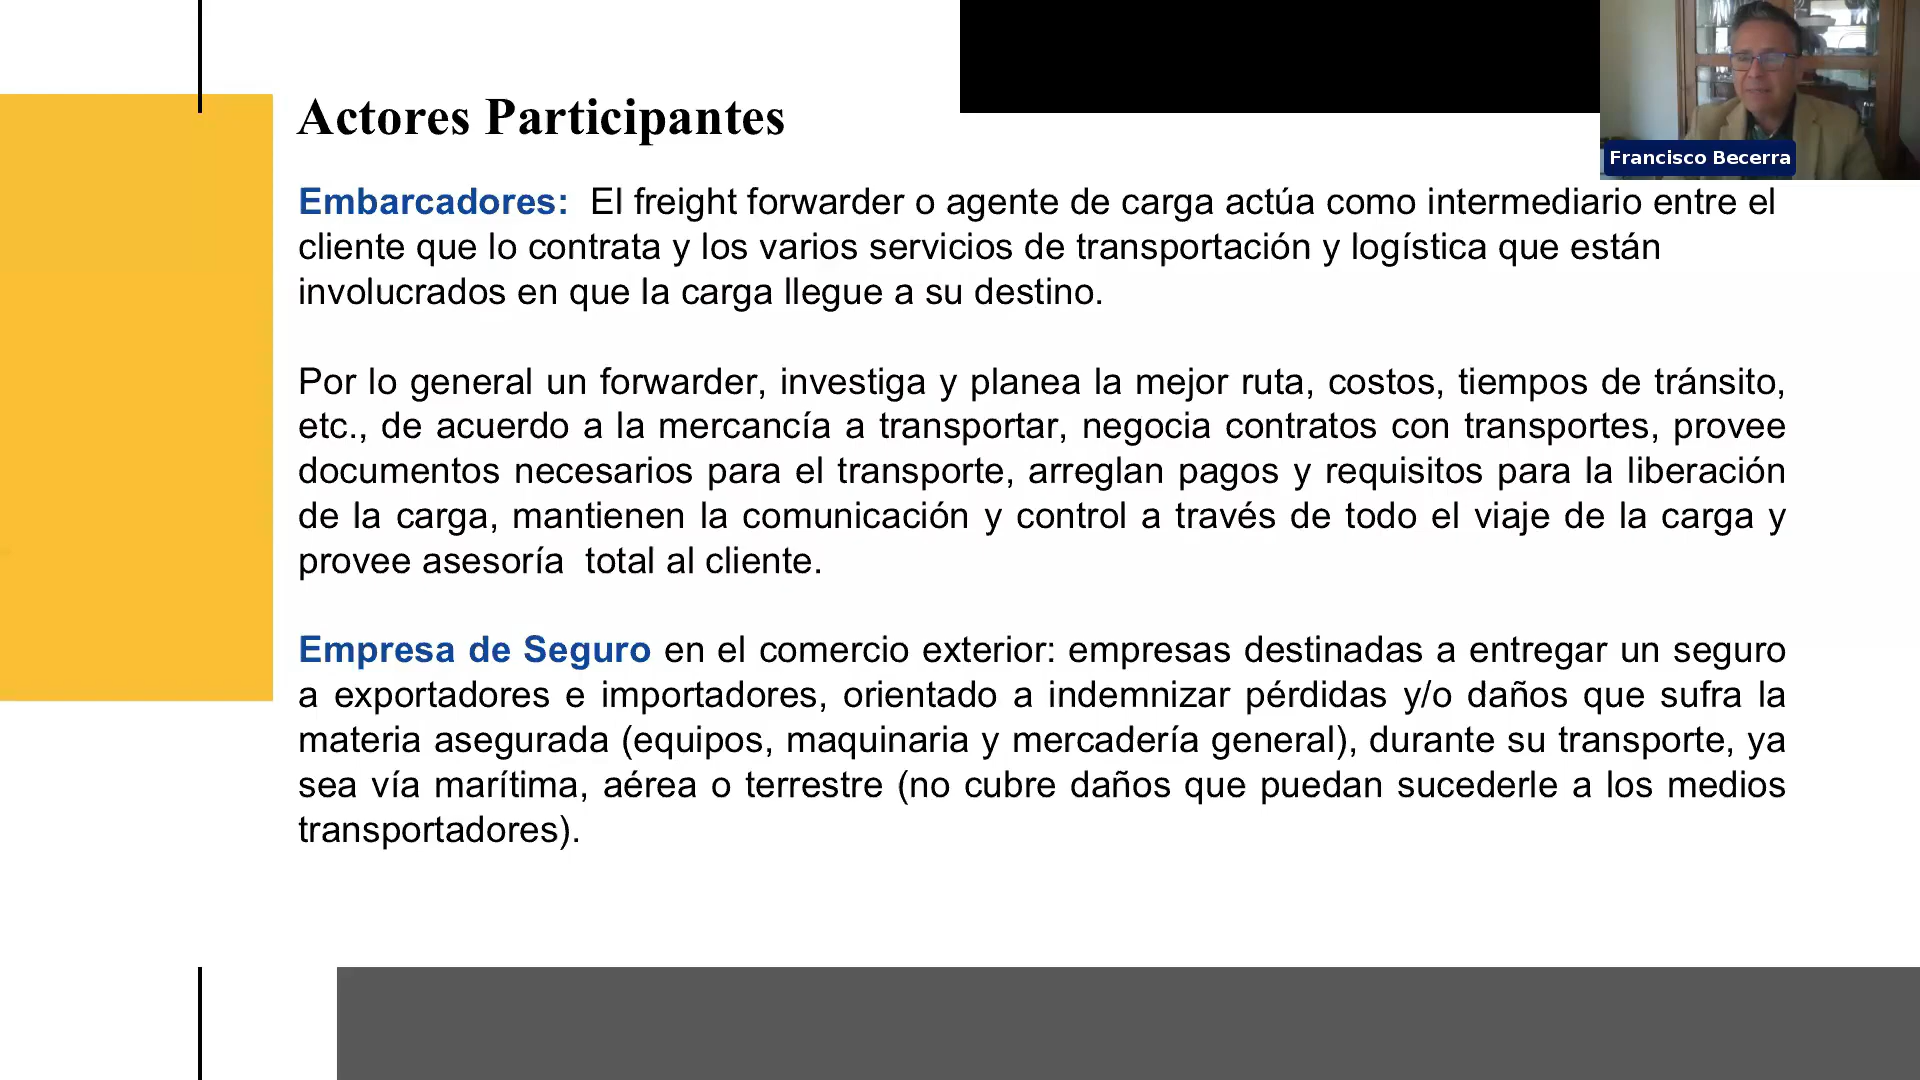 Actores Participantes
Francisco Becerra
Embarcadores: El freight forwarder o agente de carga actúa como intermediario entre el
cliente que lo contrata y los varios servicios de transportación y logística que están
involucrados en que la carga llegue a su destino.
Por lo general un forwarder, investiga y planea la mejor ruta, costos, tiempos de tránsito,
etc., de acuerdo a la mercancía a transportar, negocia contratos con transportes, provee
documentos necesarios para el transporte, arreglan pagos y requisitos para la liberación
de la carga, mantienen la comunicación y control a través de todo el viaje de la carga y
provee asesoría total al cliente.
Empresa de Seguro en el comercio exterior: empresas destinadas a entregar un seguro
a exportadores e importadores, orientado a indemnizar pérdidas y/o daños que sufra la
materia asegurada (equipos, maquinaria y mercadería general), durante su transporte, ya
sea vía marítima, aérea o terrestre (no cubre daños que puedan sucederle a los medios
transportadores).